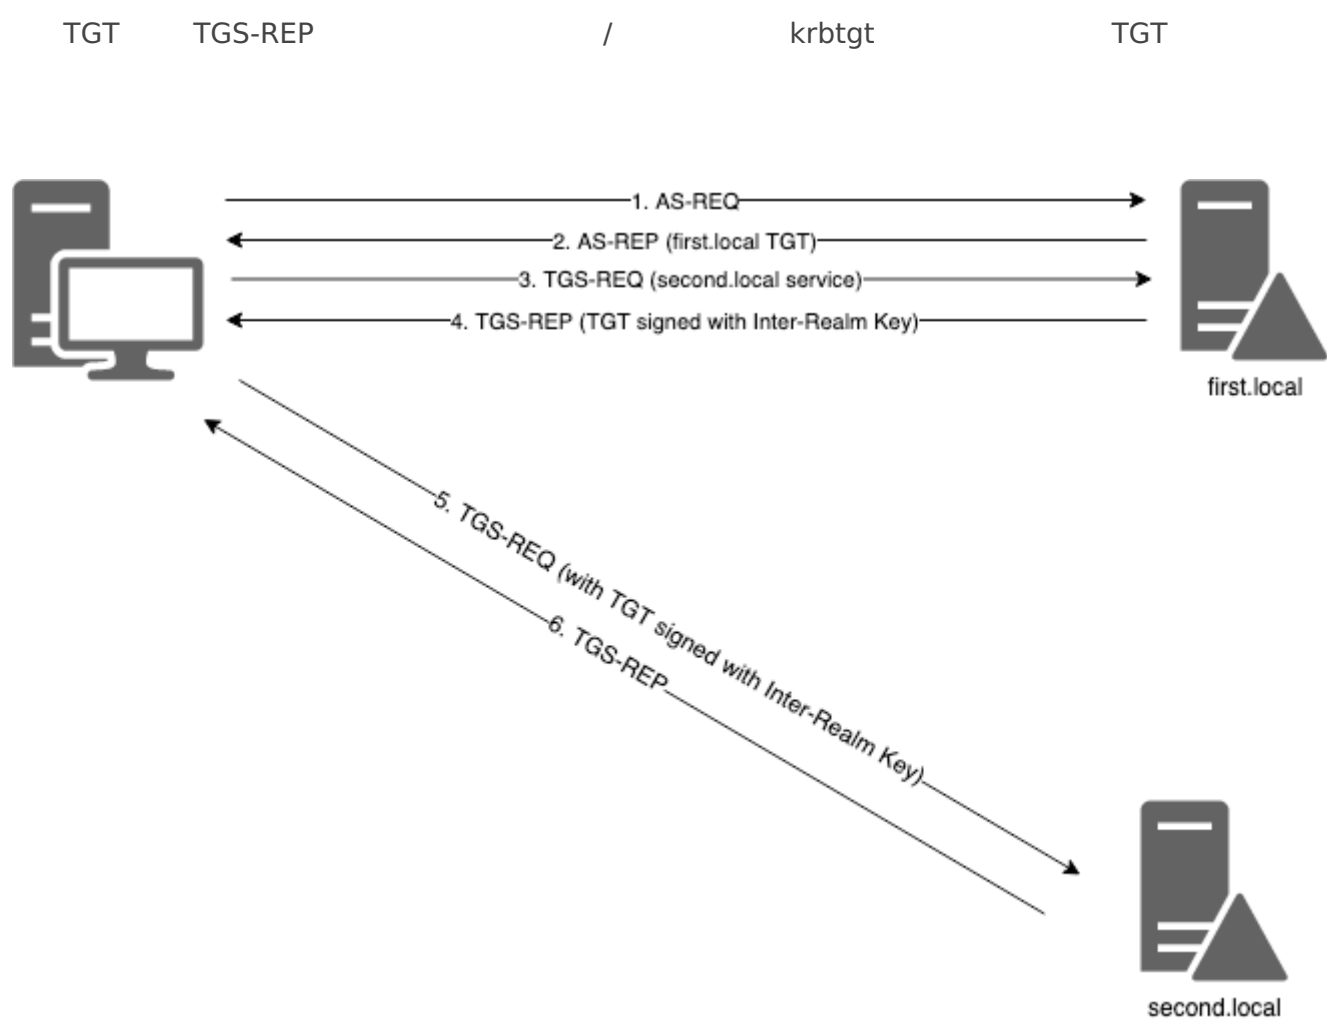 TGT TGS-REP / krbtgt TGT
1. AS-REQ
2. AS-REP (first.local TGT)
3. TGS-REQ (second.local service)
4. TGS-REP (TGT signed with Inter-Realm Key)
first.local
5. TGS-REQ (with TGT signed with Inter-Realm Key)
6. TGS-REP
second.local